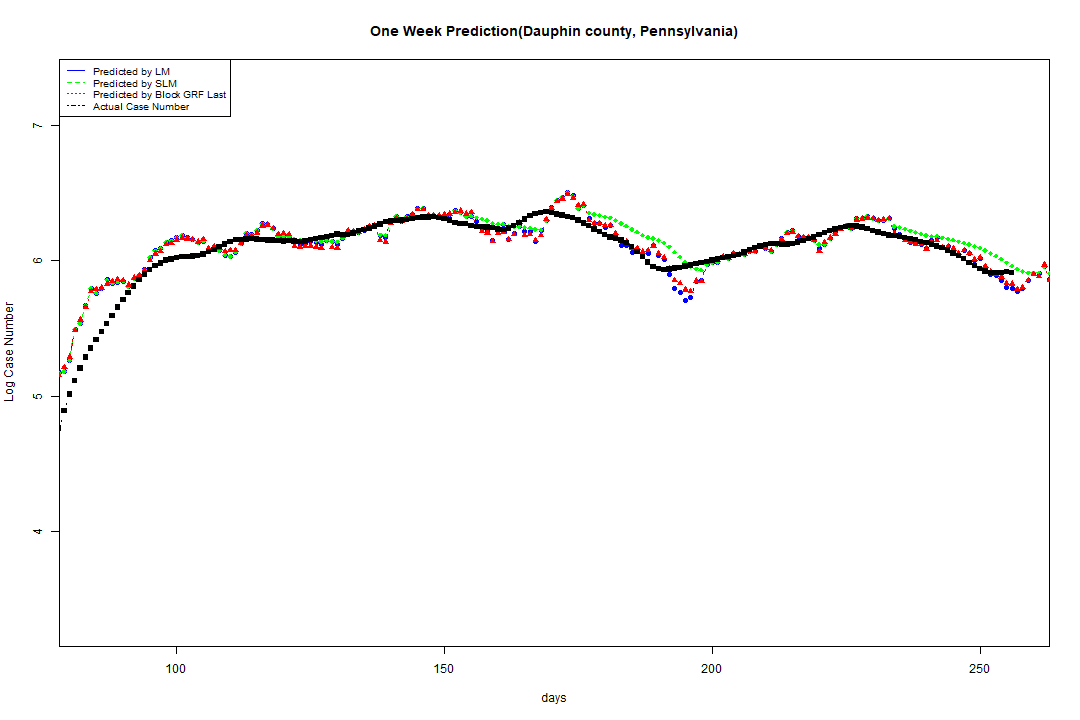 One Week Prediction(Dauphin county, Pennsylvania)
Predicted by LM
Predicted by SLM
Predicted by Block GRF Last
Actual Case Number
7
6
5
4
Log Case Number
100 150 200 250
days